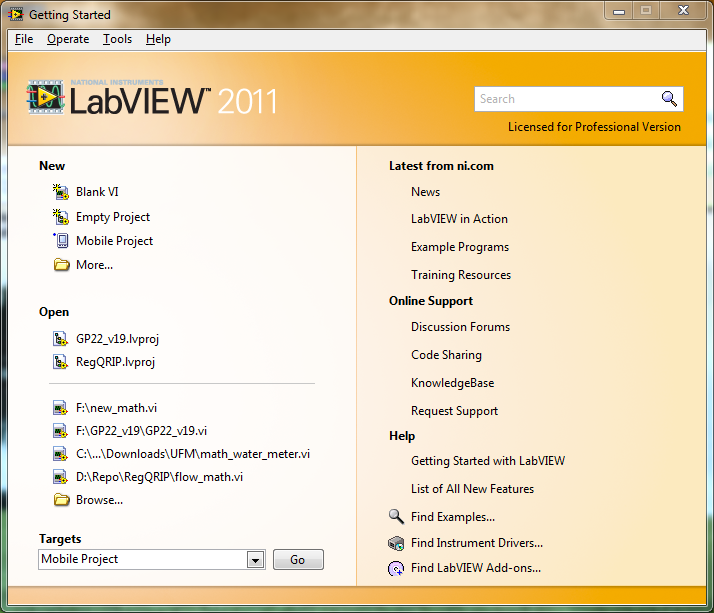 Getting Started
File Operate Tools Help
NATIONAL INSTRUMENTS
LabVIEW™ 2011
Search
Licensed for Professional Version
New
Blank VI
Empty Project
Mobile Project
More...
Open
GP22_v19.lvproj
RegQRIP.lvproj
F:\new_math.vi
F:\GP22_v19\GP22_v19.vi
C:\...\Downloads\UFM\math_water_meter.vi
D:\Repo\RegQRIP\flow_math.vi
Browse...
Targets
Mobile Project Go
Latest from ni.com
News
LabVIEW in Action
Example Programs
Training Resources
Online Support
Discussion Forums
Code Sharing
KnowledgeBase
Request Support
Help
Getting Started with LabVIEW
List of All New Features
Find Examples...
Find Instrument Drivers...
Find LabVIEW Add-ons...